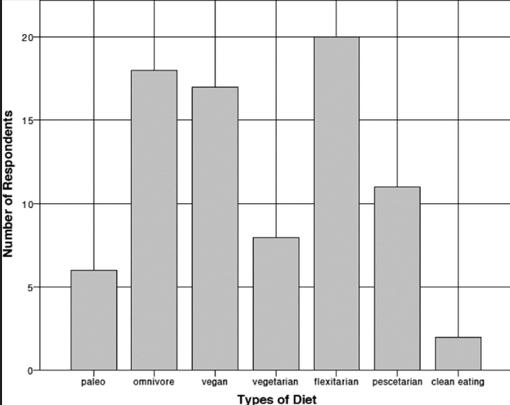 Number of Respondents
20
15
10
5
0
paleo omnivore vegan vegetarian flexitarian pescetarian clean eating
Types of Diet